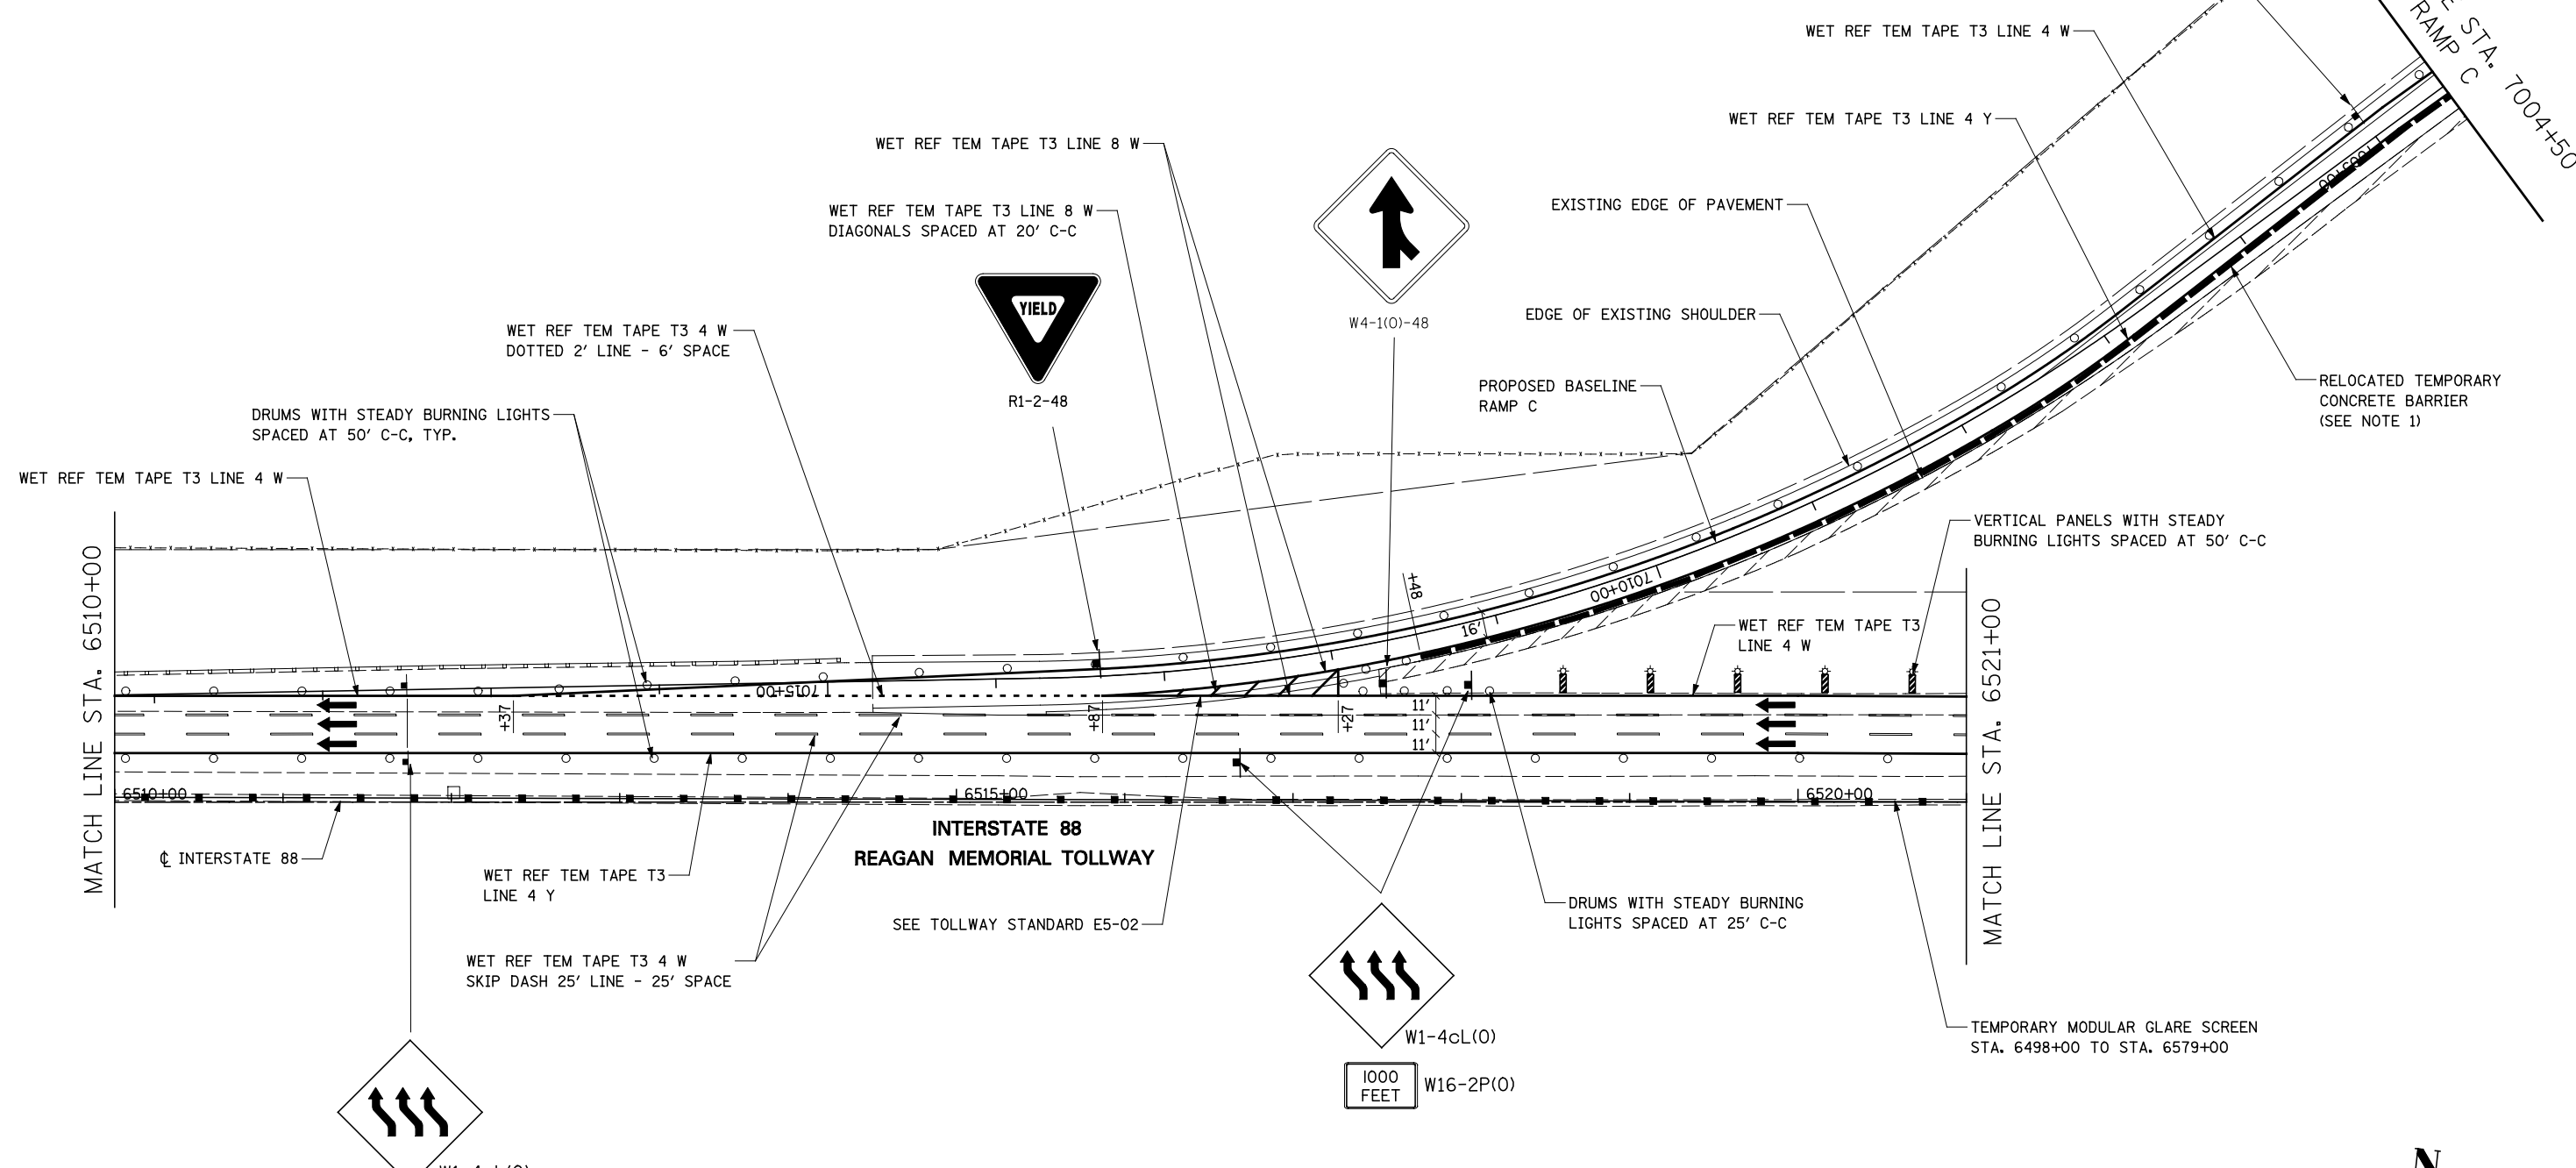 WET REF TEM TAPE T3 LINE 4 W
E STA. 7004+50
RAMP C
WET REF TEM TAPE T3 LINE 4 Y
WET REF TEM TAPE T3 LINE 8 W
WET REF TEM TAPE T3 LINE 8 W
DIAGONALS SPACED AT 20' C-C
EXISTING EDGE OF PAVEMENT
YIELD
R1-2-48
W4-1(O)-48
EDGE OF EXISTING SHOULDER
WET REF TEM TAPE T3 4 W
DOTTED 2' LINE - 6' SPACE
PROPOSED BASELINE
RAMP C
RELOCATED TEMPORARY
CONCRETE BARRIER
(SEE NOTE 1)
DRUMS WITH STEADY BURNING LIGHTS
SPACED AT 50' C-C, TYP.
WET REF TEM TAPE T3 LINE 4 W
VERTICAL PANELS WITH STEADY
BURNING LIGHTS SPACED AT 50' C-C
MATCH LINE STA. 6510+00
+48
7010+00
16'
WET REF TEM TAPE T3
LINE 4 W
MATCH LINE STA. 6521+00
7015+00
+37
+87
+27
11'
11'
11'
6510+00
6515+00
6520+00
INTERSTATE 88
REAGAN MEMORIAL TOLLWAY
℄ INTERSTATE 88
WET REF TEM TAPE T3
LINE 4 Y
SEE TOLLWAY STANDARD E5-02
DRUMS WITH STEADY BURNING
LIGHTS SPACED AT 25' C-C
WET REF TEM TAPE T3 4 W
SKIP DASH 25' LINE - 25' SPACE
W1-4cL(O)
1000
FEET
W16-2P(O)
TEMPORARY MODULAR GLARE SCREEN
STA. 6498+00 TO STA. 6579+00
N